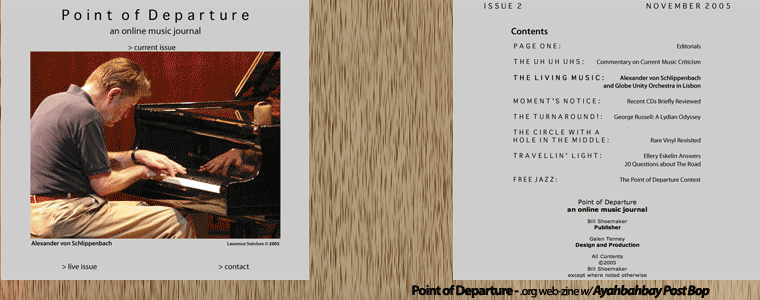 Point of Departure
an online music journal
> current issue
Alexander von Schlippenbach
Laurence Svirchev © 2005
> live issue
> contact
ISSUE 2
NOVEMBER 2005
Contents
PAGE ONE: Editorials
THE UH UH UHS: Commentary on Current Music Criticism
THE LIVING MUSIC: Alexander von Schlippenbach
and Globe Unity Orchestra in Lisbon
MOMENT'S NOTICE: Recent CDs Briefly Reviewed
THE TURNAROUND!: George Russell: A Lydian Odyssey
THE CIRCLE WITH A
HOLE IN THE MIDDLE: Rare Vinyl Revisited
TRAVELLIN' LIGHT: Ellery Eskelin Answers
20 Questions about The Road
FREE JAZZ: The Point of Departure Contest
Point of Departure
an online music journal
Bill Shoemaker
Publisher
Galen Tenney
Design and Production
All Contents
©2005
Bill Shoemaker
except where noted otherwise
Point of Departure - .org web-zine w/ Ayahbahbay Post Bop